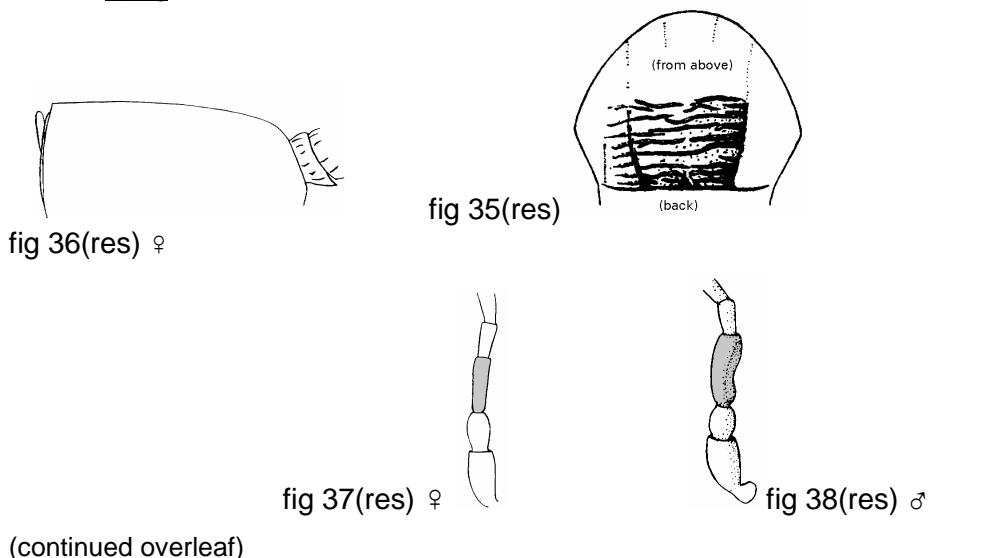 (from above)
(back)
fig 35(res)
fig 36(res) ♀
fig 37(res) ♀
fig 38(res) ♂
(continued overleaf)